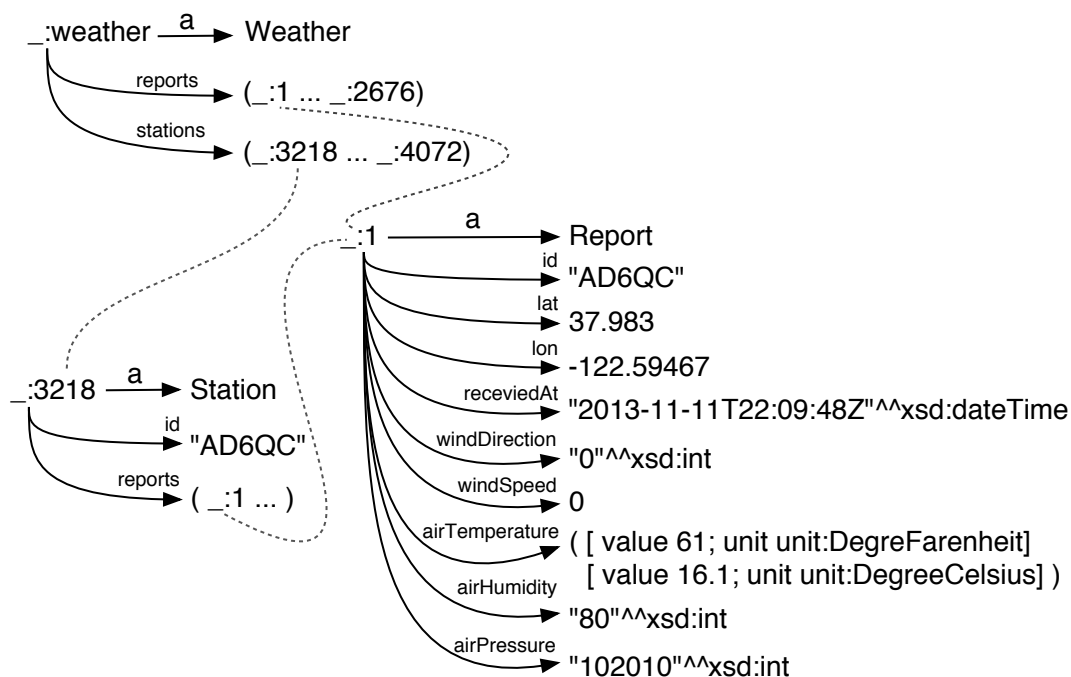 _:weather a Weather
reports (_:1 ... _:2676)
stations (_:3218 ... _:4072)
_:1 a Report
id "AD6QC"
lat 37.983
lon -122.59467
receviedAt "2013-11-11T22:09:48Z"^^xsd:dateTime
windDirection "0"^^xsd:int
windSpeed 0
airTemperature ( [ value 61; unit unit:DegreFarenheit]
[ value 16.1; unit unit:DegreeCelsius] )
airHumidity "80"^^xsd:int
airPressure "102010"^^xsd:int
_:3218 a Station
id "AD6QC"
reports ( _:1 ... )